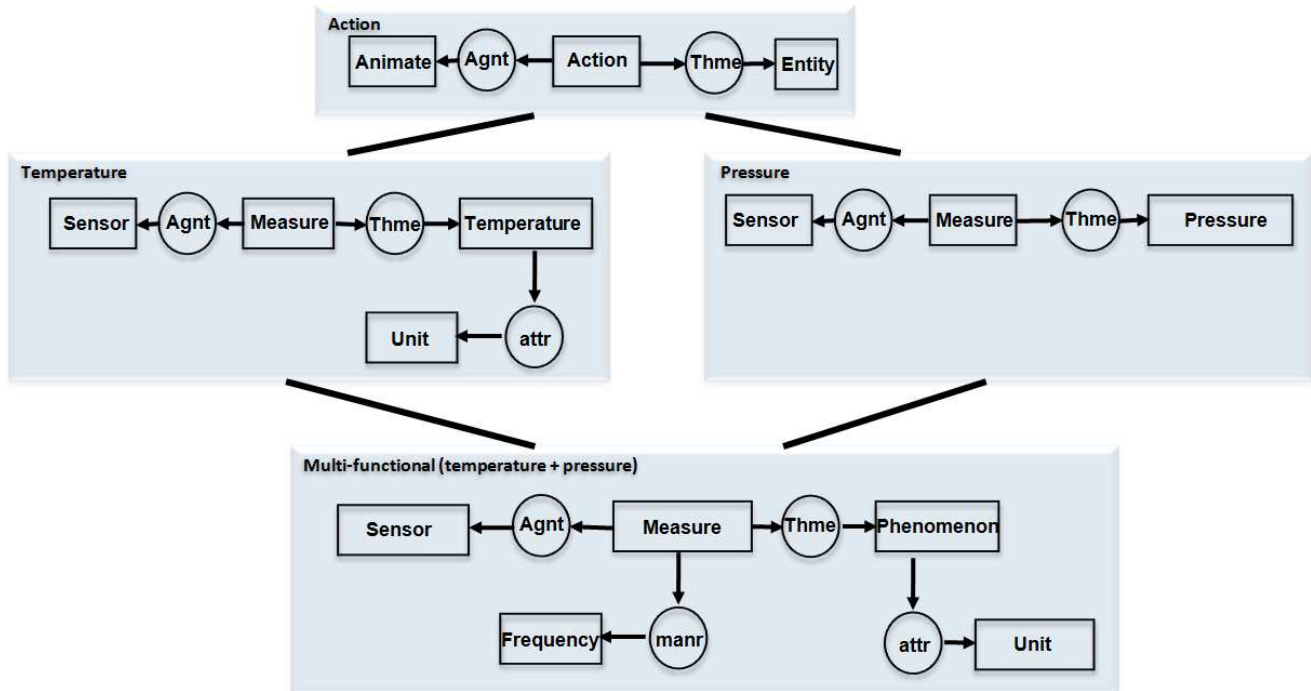 Action
Animate Agnt Action Thme Entity
Temperature
Sensor Agnt Measure Thme Temperature
Unit attr
Pressure
Sensor Agnt Measure Thme Pressure
Multi-functional (temperature + pressure)
Sensor Agnt Measure Thme Phenomenon
Frequency manr attr Unit